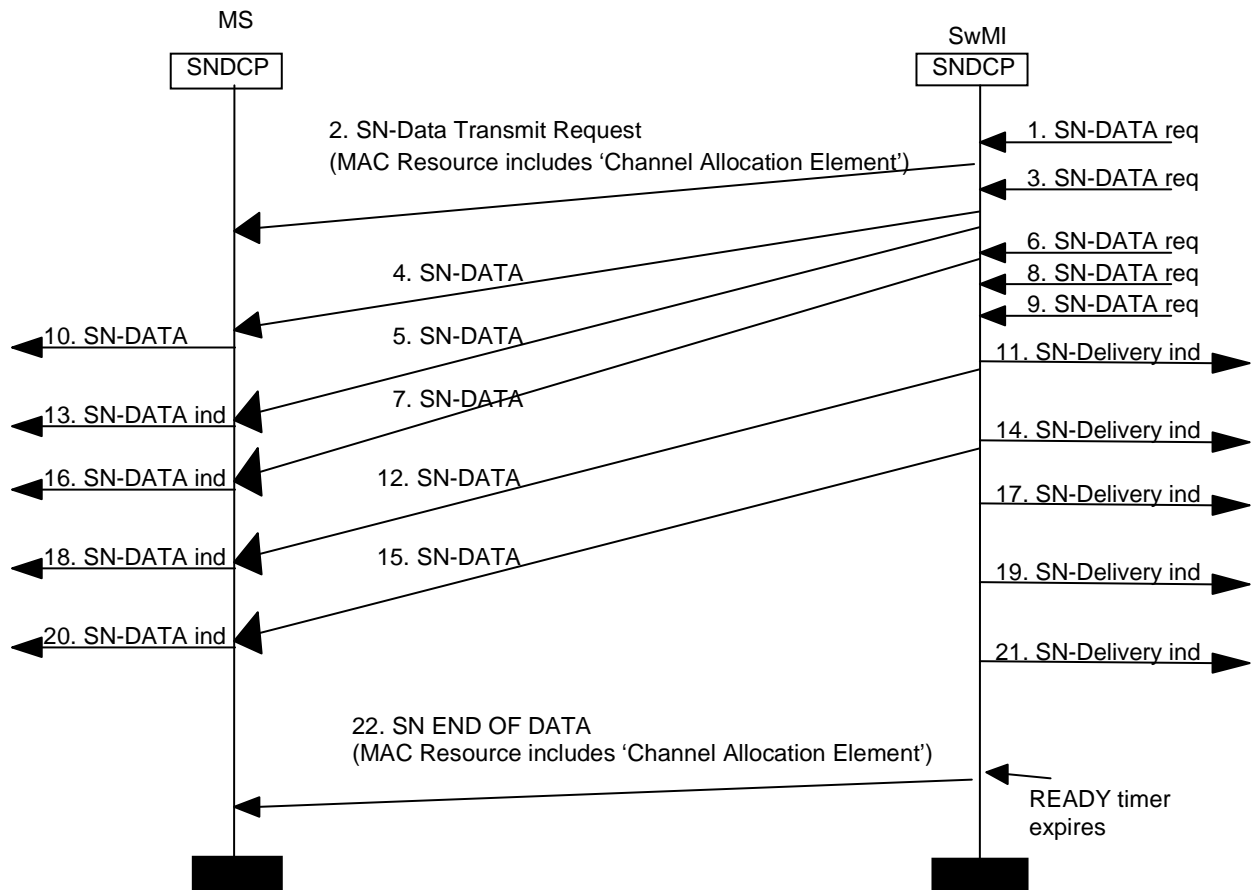 MS
SwMI
SNDCP
SNDCP
2. SN-Data Transmit Request
(MAC Resource includes ‘Channel Allocation Element’)
1. SN-DATA req
3. SN-DATA req
6. SN-DATA req
4. SN-DATA
8. SN-DATA req
9. SN-DATA req
10. SN-DATA
5. SN-DATA
11. SN-Delivery ind
7. SN-DATA
13. SN-DATA ind
14. SN-Delivery ind
16. SN-DATA ind
12. SN-DATA
17. SN-Delivery ind
18. SN-DATA ind
15. SN-DATA
19. SN-Delivery ind
20. SN-DATA ind
21. SN-Delivery ind
22. SN END OF DATA
(MAC Resource includes ‘Channel Allocation Element’)
READY timer
expires